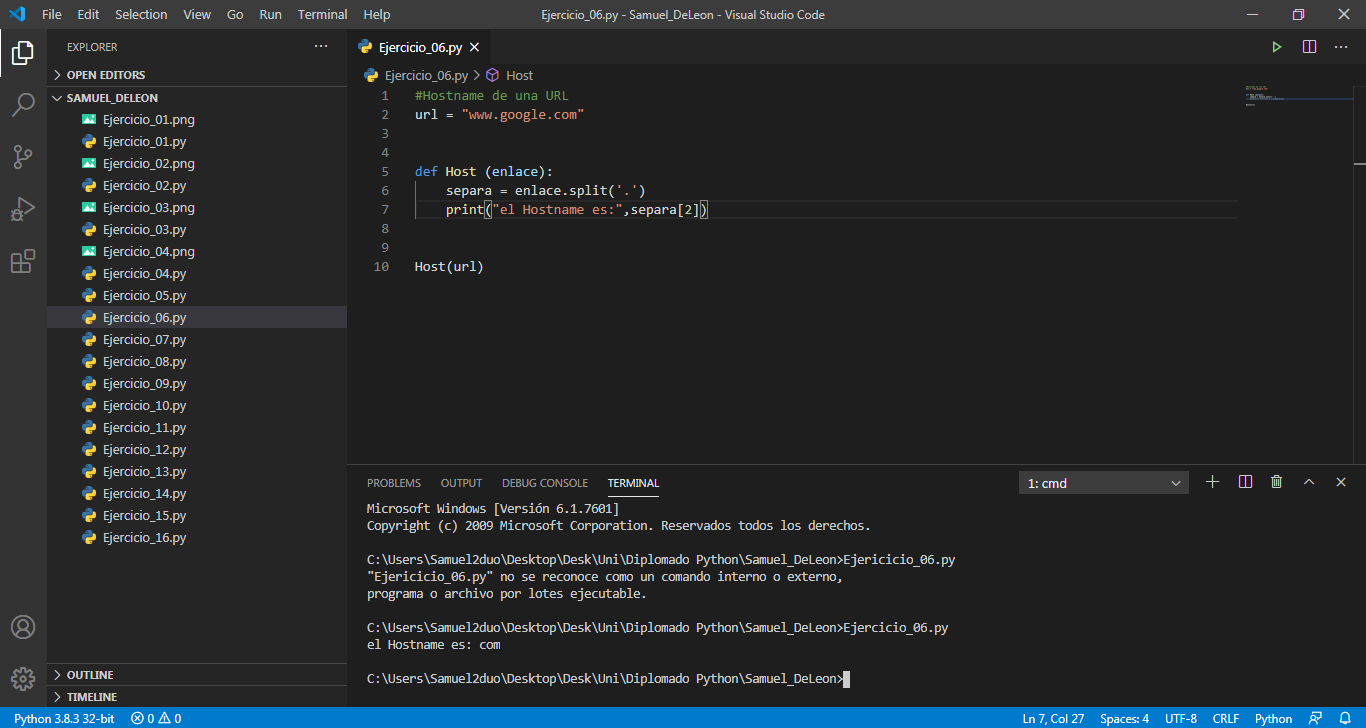 File Edit Selection View Go Run Terminal Help Ejercicio_06.py - Samuel_DeLeon - Visual Studio Code
EXPLORER
OPEN EDITORS
SAMUEL_DELEON
Ejercicio_01.png
Ejercicio_01.py
Ejercicio_02.png
Ejercicio_02.py
Ejercicio_03.png
Ejercicio_03.py
Ejercicio_04.png
Ejercicio_04.py
Ejercicio_05.py
Ejercicio_06.py
Ejercicio_07.py
Ejercicio_08.py
Ejercicio_09.py
Ejercicio_10.py
Ejercicio_11.py
Ejercicio_12.py
Ejercicio_13.py
Ejercicio_14.py
Ejercicio_15.py
Ejercicio_16.py
OUTLINE
TIMELINE
Ejercicio_06.py
Ejercicio_06.py > Host
1 #Hostname de una URL
2 url = "www.google.com"
3
4
5 def Host (enlace):
6     separa = enlace.split('.')
7     print("el Hostname es:",separa[2])
8
9
10 Host(url)
PROBLEMS OUTPUT DEBUG CONSOLE TERMINAL 1: cmd
Microsoft Windows [Versión 6.1.7601]
Copyright (c) 2009 Microsoft Corporation. Reservados todos los derechos.
C:\Users\Samuel2duo\Desktop\Desk\Uni\Diplomado Python\Samuel_DeLeon>Ejericicio_06.py
"Ejericicio_06.py" no se reconoce como un comando interno o externo,
programa o archivo por lotes ejecutable.
C:\Users\Samuel2duo\Desktop\Desk\Uni\Diplomado Python\Samuel_DeLeon>Ejercicio_06.py
el Hostname es: com
C:\Users\Samuel2duo\Desktop\Desk\Uni\Diplomado Python\Samuel_DeLeon>
Python 3.8.3 32-bit 0 0 Ln 7, Col 27 Spaces: 4 UTF-8 CRLF Python